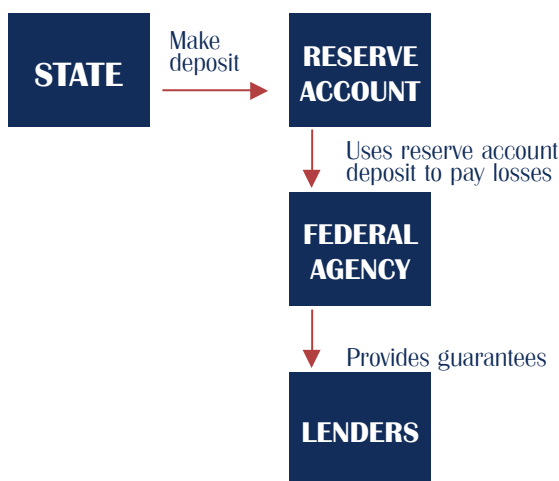 STATE
Make
deposit
RESERVE
ACCOUNT
Uses reserve account
deposit to pay losses
FEDERAL
AGENCY
Provides guarantees
LENDERS